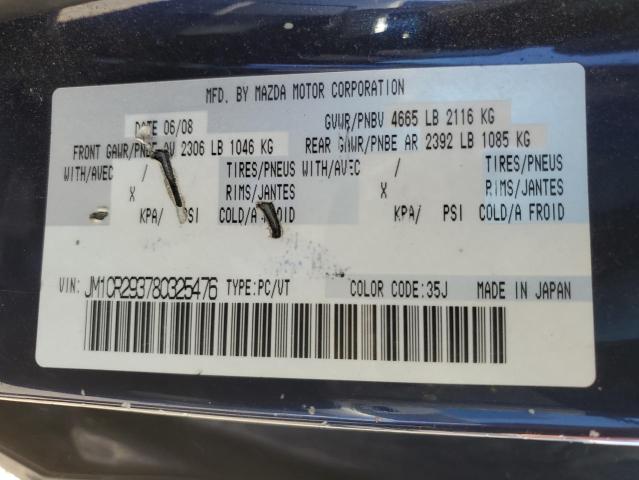 MFD. BY MAZDA MOTOR CORPORATION
DATE 06/08 GVWR/PNBV 4665 LB 2116 KG
FRONT GAWR/PNBE AV 2306 LB 1046 KG REAR GAWR/PNBE AR 2392 LB 1085 KG
WITH/AVEC / TIRES/PNEUS WITH/AVEC / TIRES/PNEUS
X RIMS/JANTES X RIMS/JANTES
KPA/ PSI COLD/A FROID KPA/ PSI COLD/A FROID
VIN: JM1CR293780325476 TYPE:PC/VT COLOR CODE:35J MADE IN JAPAN